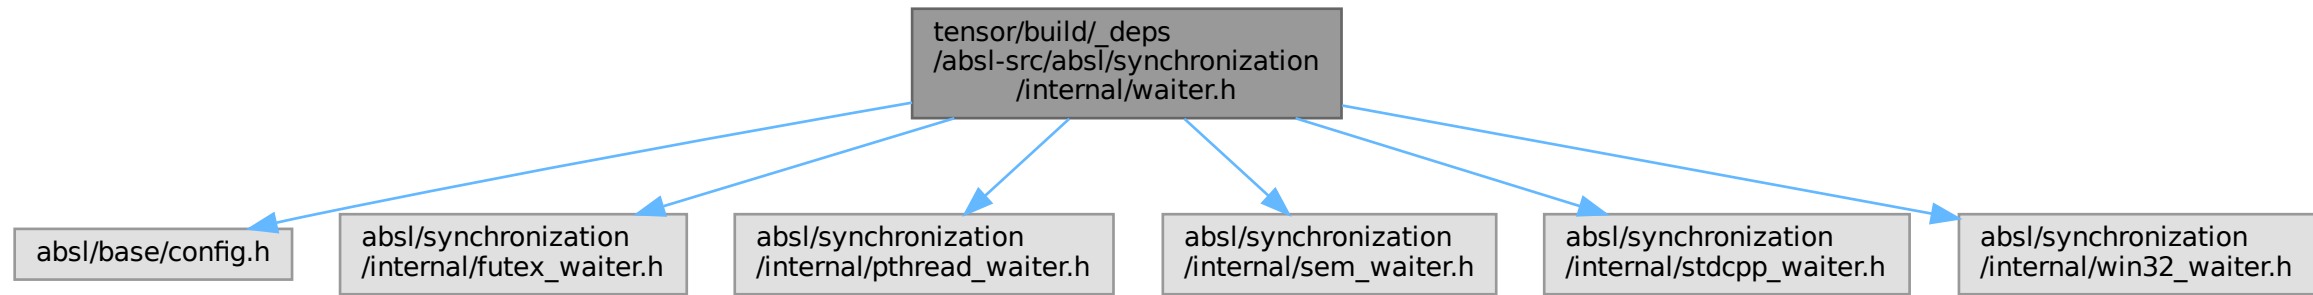 tensor/build/_deps
/absl-src/absl/synchronization
/internal/waiter.h
absl/base/config.h
absl/synchronization
/internal/futex_waiter.h
absl/synchronization
/internal/pthread_waiter.h
absl/synchronization
/internal/sem_waiter.h
absl/synchronization
/internal/stdcpp_waiter.h
absl/synchronization
/internal/win32_waiter.h